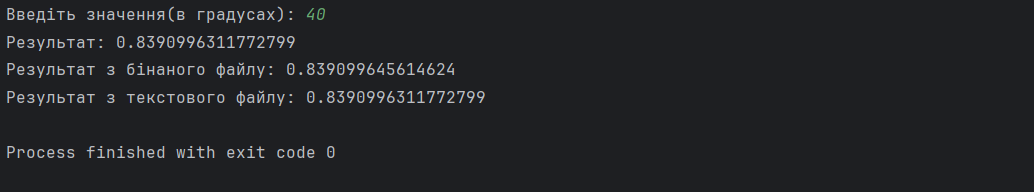 Введіть значення(в градусах): 40
Результат: 0.8390996311772799
Результат з бінаного файлу: 0.839099645614624
Результат з текстового файлу: 0.8390996311772799
Process finished with exit code 0